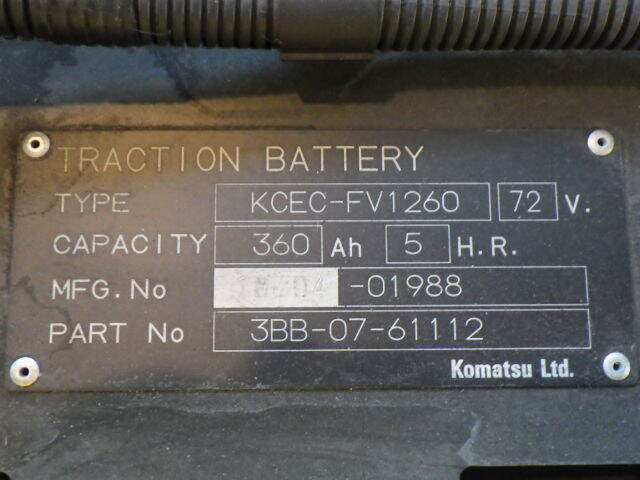 TRACTION BATTERY
TYPE KCEC-FV1260 72 V.
CAPACITY 360 Ah 5 H.R.
MFG.No -01988
PART No 3BB-07-61112
Komatsu Ltd.